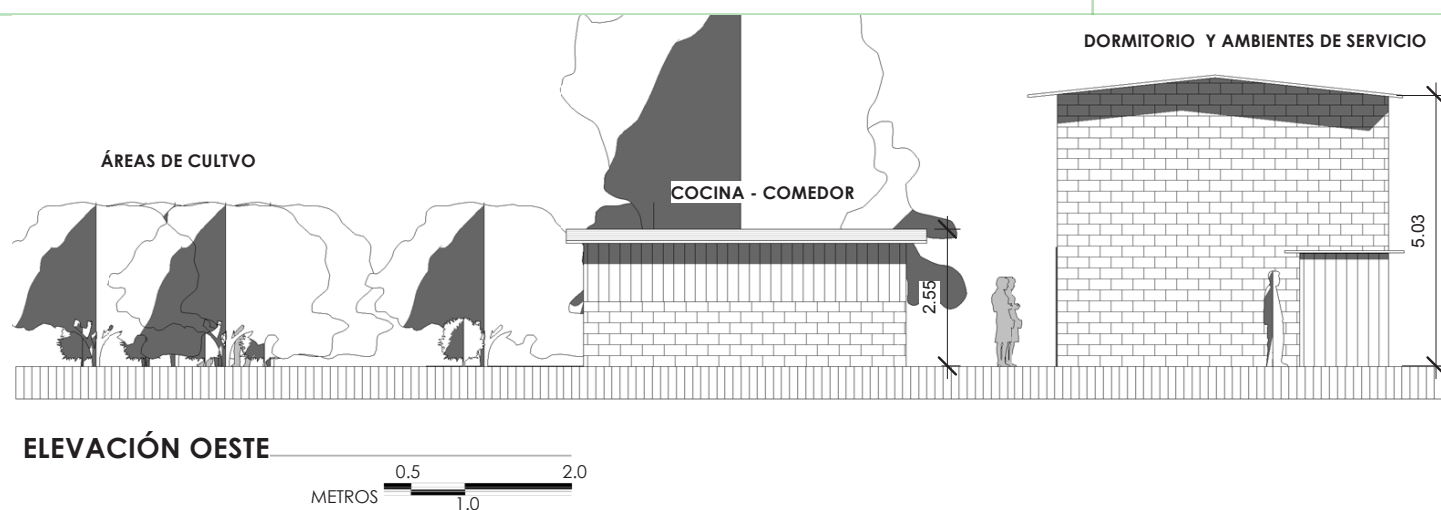 DORMITORIO Y AMBIENTES DE SERVICIO
ÁREAS DE CULTVO
COCINA - COMEDOR
5.03
2.55
ELEVACIÓN OESTE
0.5 2.0
METROS
1.0